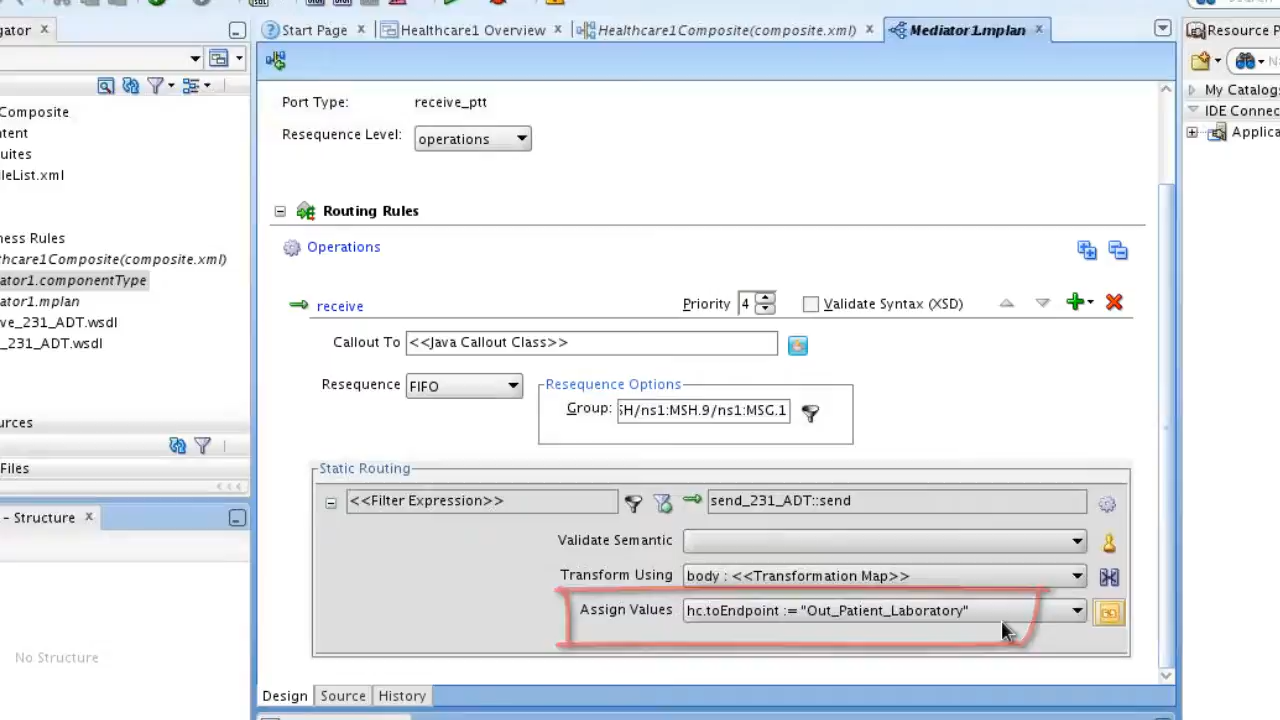 gator
Start Page
Healthcare1 Overview
Healthcare1Composite(composite.xml)
Mediator1.mplan
Resource P
Port Type: receive_ptt
My Catalogs
Composite
IDE Connec
tent
Resequence Level: operations
Applica
uites
leList.xml
Routing Rules
ness Rules
Operations
thcare1Composite(composite.xml)
ator1.componentType
receive
Priority 4
Validate Syntax (XSD)
ator1.mplan
ve_231_ADT.wsdl
_231_ADT.wsdl
Callout To <<Java Callout Class>>
Resequence FIFO
Resequence Options
Group: SH/ns1:MSH.9/ns1:MSG.1
urces
Files
Static Routing
<<Filter Expression>>
send_231_ADT::send
- Structure
Validate Semantic
Transform Using body : <<Transformation Map>>
Assign Values hc.toEndpoint := "Out_Patient_Laboratory"
No Structure
Design
Source
History